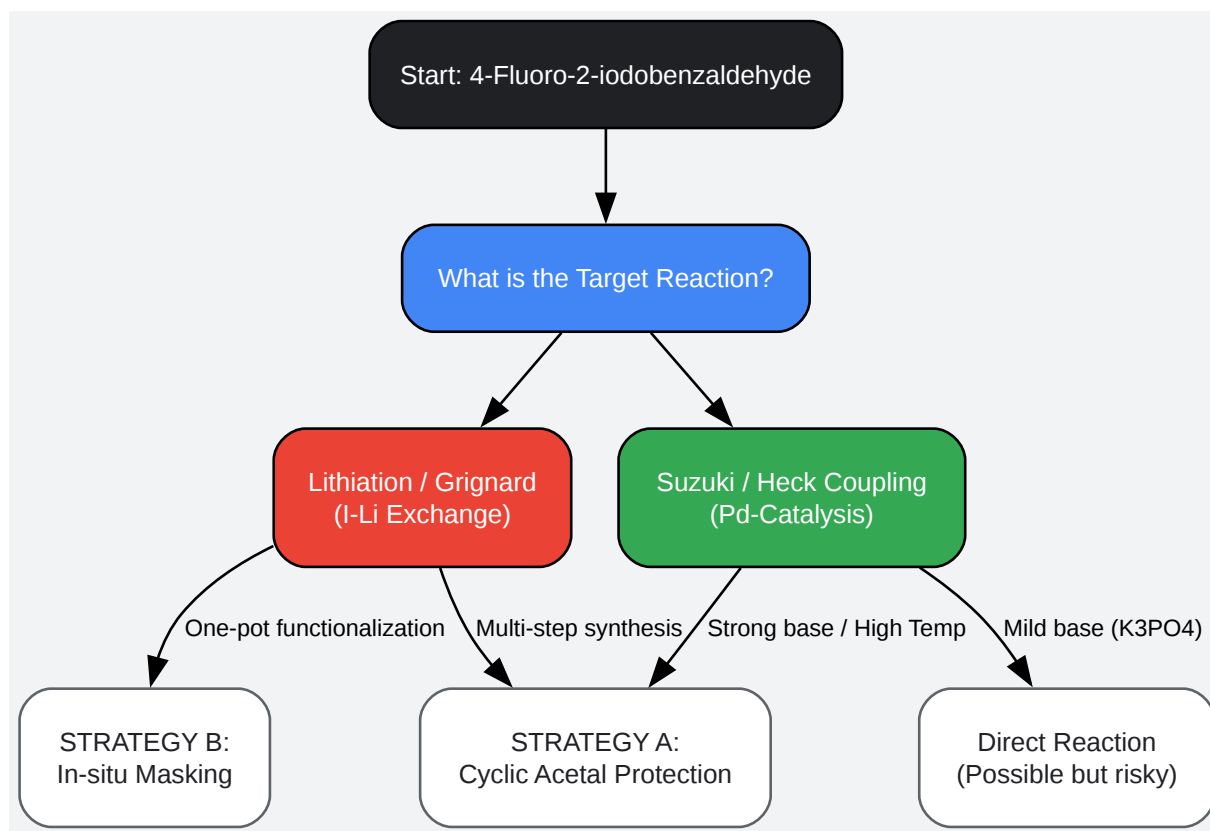 Start: 4-Fluoro-2-iodobenzaldehyde
What is the Target Reaction?
Lithiation / Grignard
(I-Li Exchange)
Suzuki / Heck Coupling
(Pd-Catalysis)
One-pot functionalization
Multi-step synthesis
Strong base / High Temp
Mild base (K3PO4)
STRATEGY B:
In-situ Masking
STRATEGY A:
Cyclic Acetal Protection
Direct Reaction
(Possible but risky)